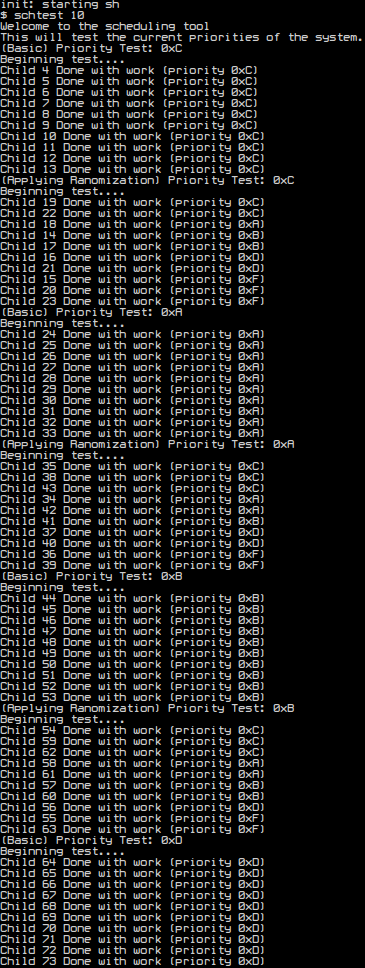 init: starting sh
$ schtest 10
Welcome to the scheduling tool
This will test the current priorities of the system.
(Basic) Priority Test: 0xC
Beginning test....
Child 4 Done with work (priority 0xC)
Child 5 Done with work (priority 0xC)
Child 6 Done with work (priority 0xC)
Child 7 Done with work (priority 0xC)
Child 8 Done with work (priority 0xC)
Child 9 Done with work (priority 0xC)
Child 10 Done with work (priority 0xC)
Child 11 Done with work (priority 0xC)
Child 12 Done with work (priority 0xC)
Child 13 Done with work (priority 0xC)
(Applying Ranomization) Priority Test: 0xC
Beginning test....
Child 19 Done with work (priority 0xC)
Child 22 Done with work (priority 0xC)
Child 18 Done with work (priority 0xA)
Child 14 Done with work (priority 0xB)
Child 17 Done with work (priority 0xB)
Child 16 Done with work (priority 0xD)
Child 21 Done with work (priority 0xD)
Child 15 Done with work (priority 0xF)
Child 20 Done with work (priority 0xF)
Child 23 Done with work (priority 0xF)
(Basic) Priority Test: 0xA
Beginning test....
Child 24 Done with work (priority 0xA)
Child 25 Done with work (priority 0xA)
Child 26 Done with work (priority 0xA)
Child 27 Done with work (priority 0xA)
Child 28 Done with work (priority 0xA)
Child 29 Done with work (priority 0xA)
Child 30 Done with work (priority 0xA)
Child 31 Done with work (priority 0xA)
Child 32 Done with work (priority 0xA)
Child 33 Done with work (priority 0xA)
(Applying Ranomization) Priority Test: 0xA
Beginning test....
Child 35 Done with work (priority 0xC)
Child 38 Done with work (priority 0xC)
Child 43 Done with work (priority 0xC)
Child 34 Done with work (priority 0xA)
Child 42 Done with work (priority 0xA)
Child 41 Done with work (priority 0xB)
Child 37 Done with work (priority 0xD)
Child 40 Done with work (priority 0xD)
Child 36 Done with work (priority 0xF)
Child 39 Done with work (priority 0xF)
(Basic) Priority Test: 0xB
Beginning test....
Child 44 Done with work (priority 0xB)
Child 45 Done with work (priority 0xB)
Child 46 Done with work (priority 0xB)
Child 47 Done with work (priority 0xB)
Child 48 Done with work (priority 0xB)
Child 49 Done with work (priority 0xB)
Child 50 Done with work (priority 0xB)
Child 51 Done with work (priority 0xB)
Child 52 Done with work (priority 0xB)
Child 53 Done with work (priority 0xB)
(Applying Ranomization) Priority Test: 0xB
Beginning test....
Child 54 Done with work (priority 0xC)
Child 59 Done with work (priority 0xC)
Child 62 Done with work (priority 0xC)
Child 58 Done with work (priority 0xA)
Child 61 Done with work (priority 0xA)
Child 57 Done with work (priority 0xB)
Child 60 Done with work (priority 0xB)
Child 56 Done with work (priority 0xD)
Child 55 Done with work (priority 0xF)
Child 63 Done with work (priority 0xF)
(Basic) Priority Test: 0xD
Beginning test....
Child 64 Done with work (priority 0xD)
Child 65 Done with work (priority 0xD)
Child 66 Done with work (priority 0xD)
Child 67 Done with work (priority 0xD)
Child 68 Done with work (priority 0xD)
Child 69 Done with work (priority 0xD)
Child 70 Done with work (priority 0xD)
Child 71 Done with work (priority 0xD)
Child 72 Done with work (priority 0xD)
Child 73 Done with work (priority 0xD)